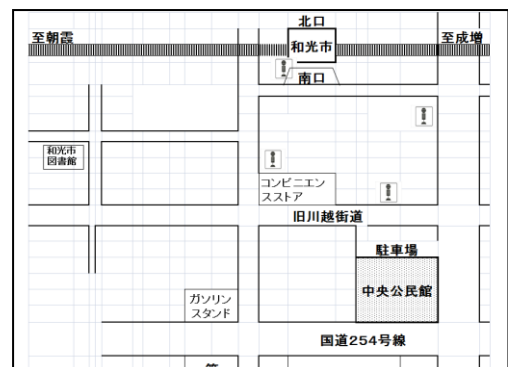 北口
至朝霞
至成増
和光市
南口
和光市
図書館
コンビニエン
スストア
旧川越街道
駐車場
中央公民館
ガソリン
スタンド
国道254号線